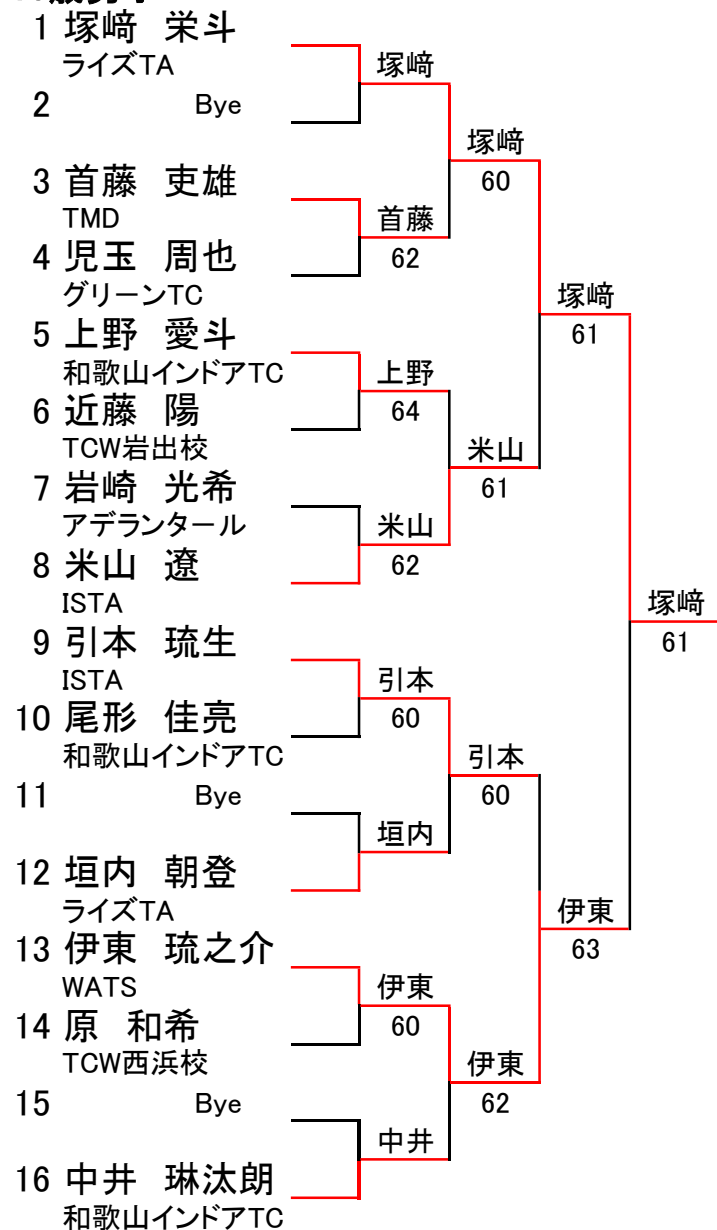 1 塚﨑　栄斗
ライズTA
塚﨑
2 Bye
塚﨑
60
3 首藤　吏雄
TMD
首藤
62
4 児玉　周也
グリーンTC
塚﨑
61
5 上野　愛斗
和歌山インドアTC
上野
64
6 近藤　陽
TCW岩出校
米山
61
7 岩崎　光希
アデランタール
米山
62
8 米山　遼
ISTA
塚﨑
61
9 引本　琉生
ISTA
引本
60
10 尾形　佳亮
和歌山インドアTC
引本
60
11 Bye
垣内
12 垣内　朝登
ライズTA
伊東
63
13 伊東　琉之介
WATS
伊東
60
14 原　和希
TCW西浜校
伊東
62
15 Bye
中井
16 中井　琳汰朗
和歌山インドアTC